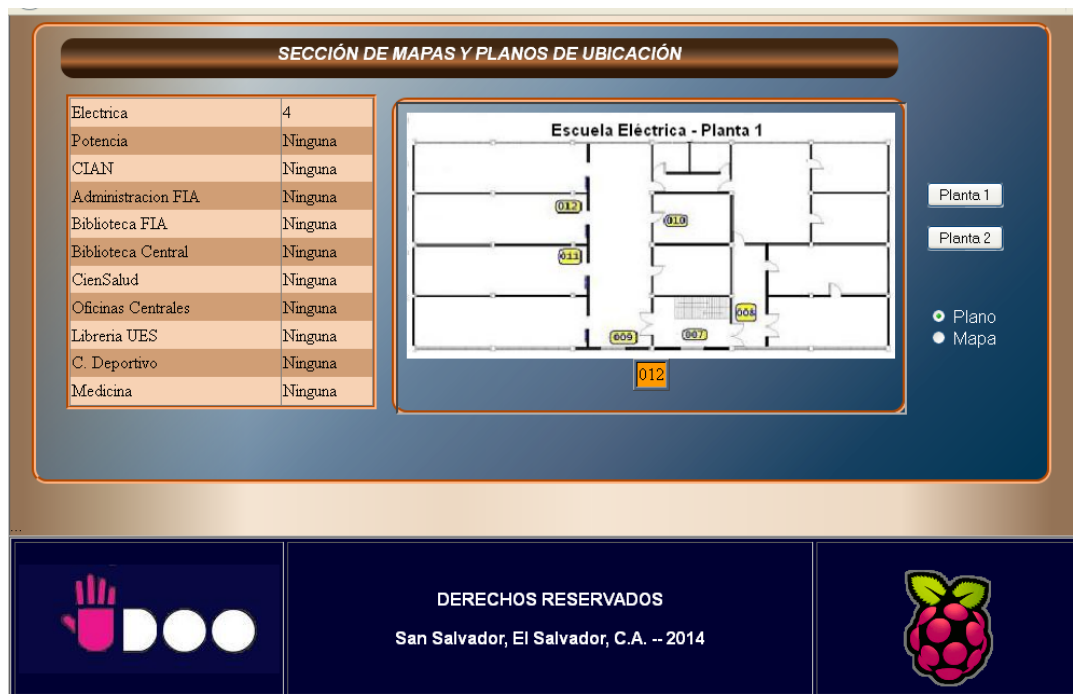 SECCIÓN DE MAPAS Y PLANOS DE UBICACIÓN
Electrica 4
Potencia Ninguna
CIAN Ninguna
Administracion FIA Ninguna
Biblioteca FIA Ninguna
Biblioteca Central Ninguna
CienSalud Ninguna
Oficinas Centrales Ninguna
Libreria UES Ninguna
C. Deportivo Ninguna
Medicina Ninguna
Escuela Eléctrica - Planta 1
012
010
011
008
009
007
012
Planta 1
Planta 2
Plano
Mapa
...
DOO
DERECHOS RESERVADOS
San Salvador, El Salvador, C.A. -- 2014